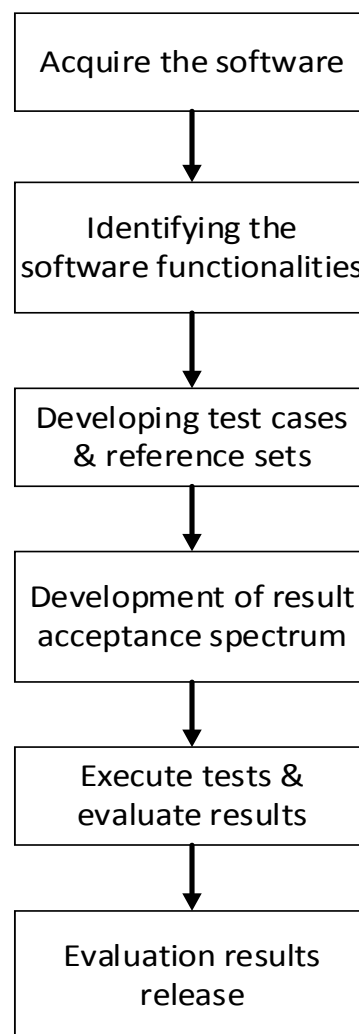 Acquire the software
Identifying the
software functionalities
Developing test cases
& reference sets
Development of result
acceptance spectrum
Execute tests &
evaluate results
Evaluation results
release